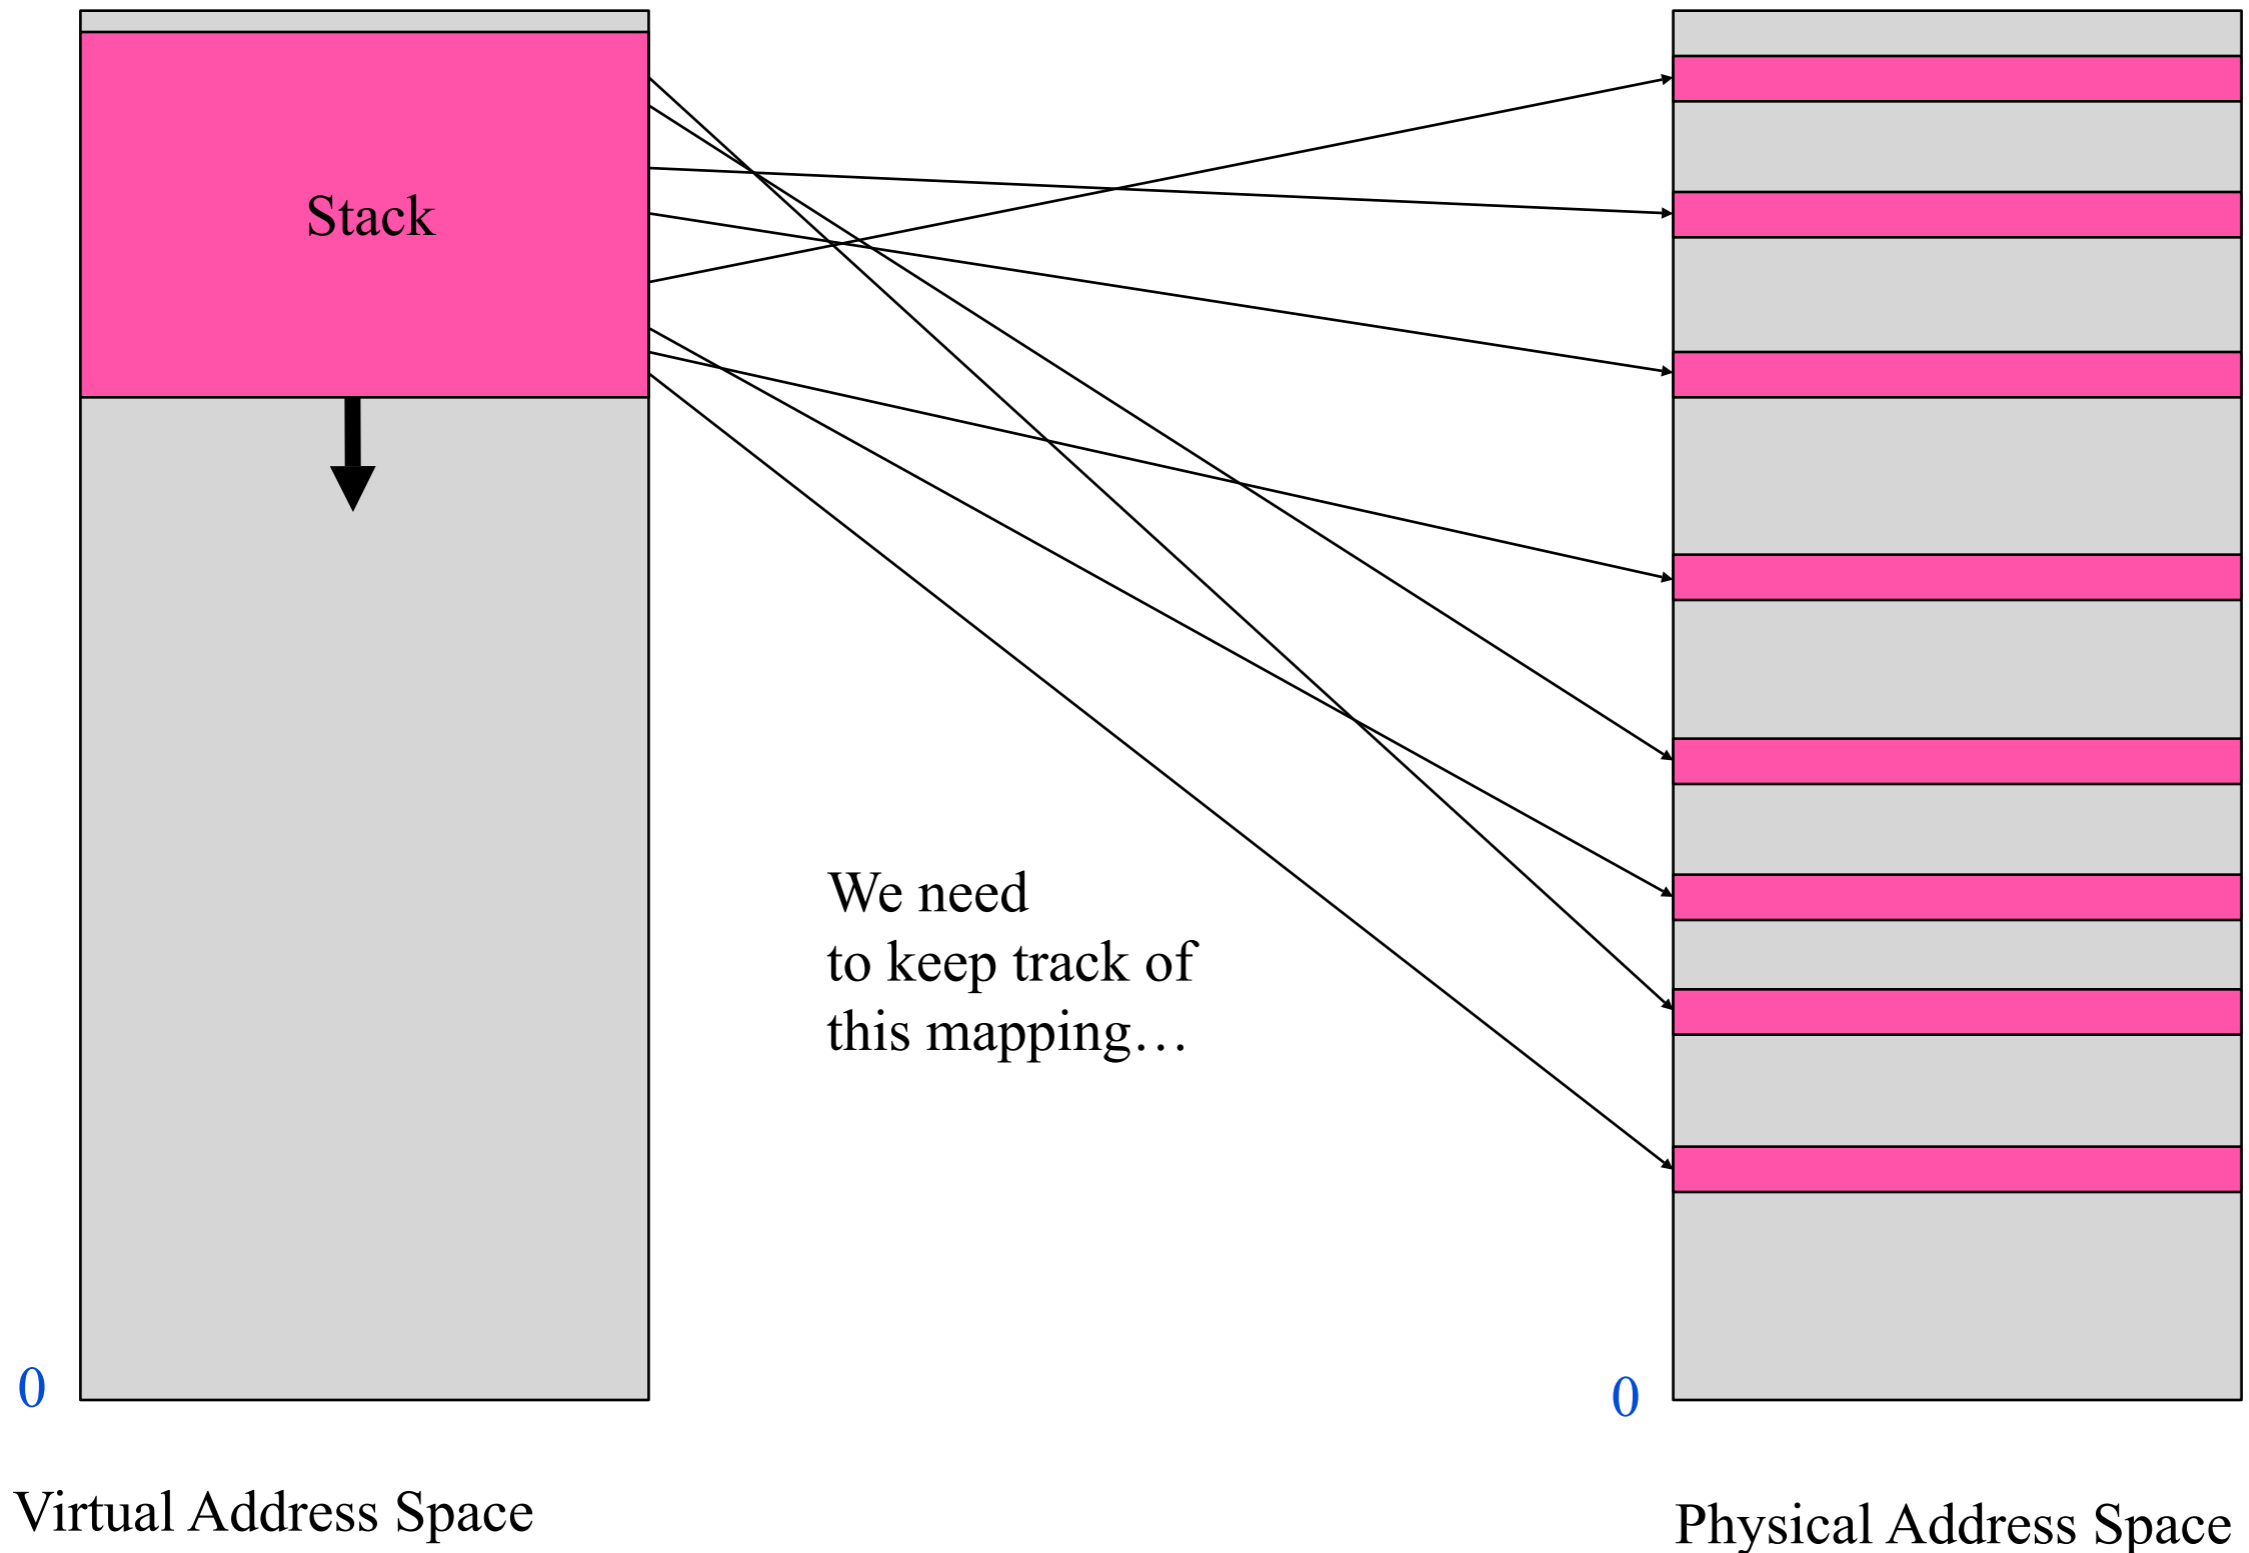 Stack
We need
to keep track of
this mapping…
0
0
Virtual Address Space
Physical Address Space